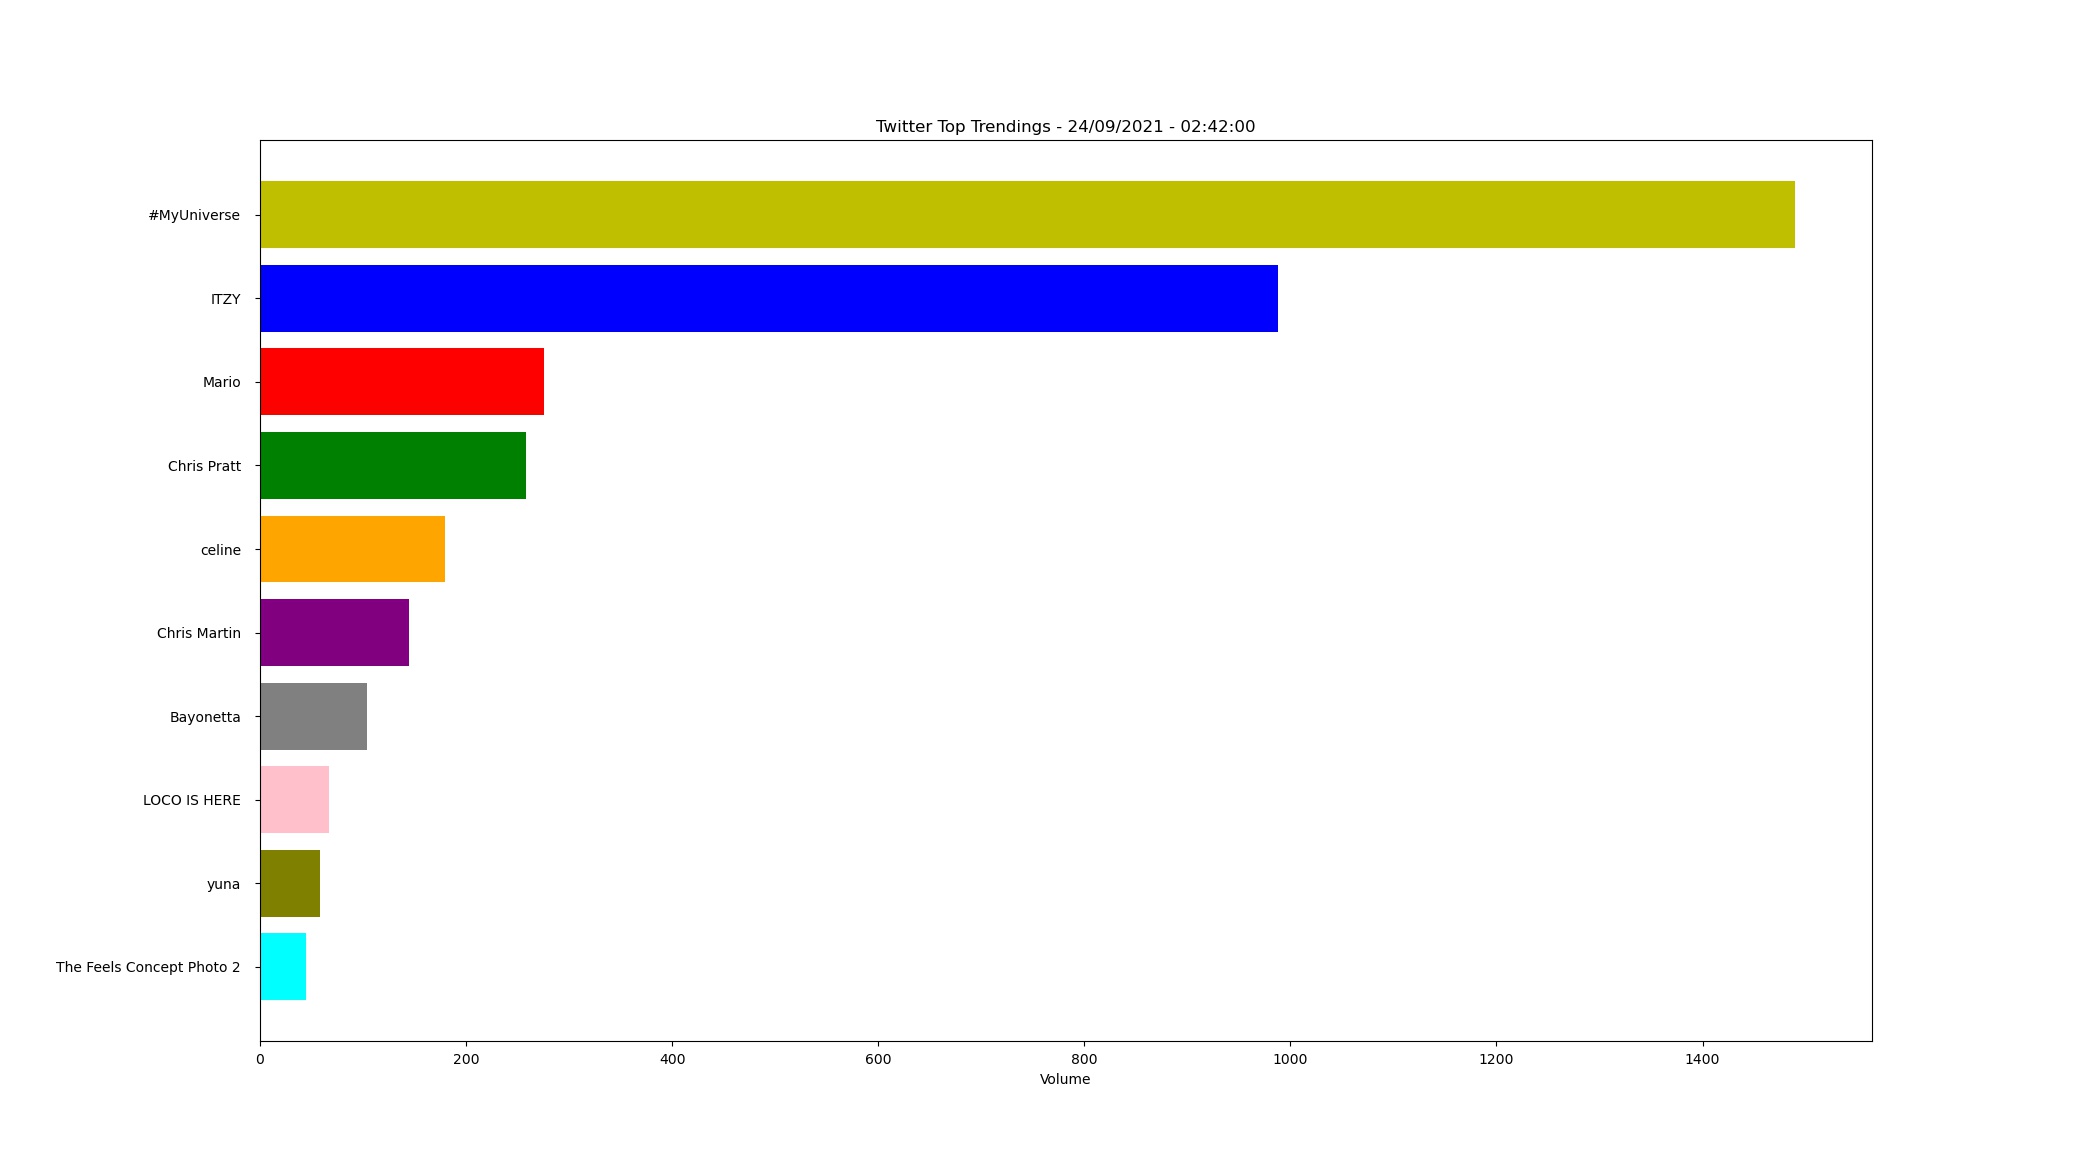 Twitter Top Trendings - 24/09/2021 - 02:42:00
#MyUniverse
ITZY
Mario
Chris Pratt
celine
Chris Martin
Bayonetta
LOCO IS HERE
yuna
The Feels Concept Photo 2
0 200 400 600 800 1000 1200 1400
Volume